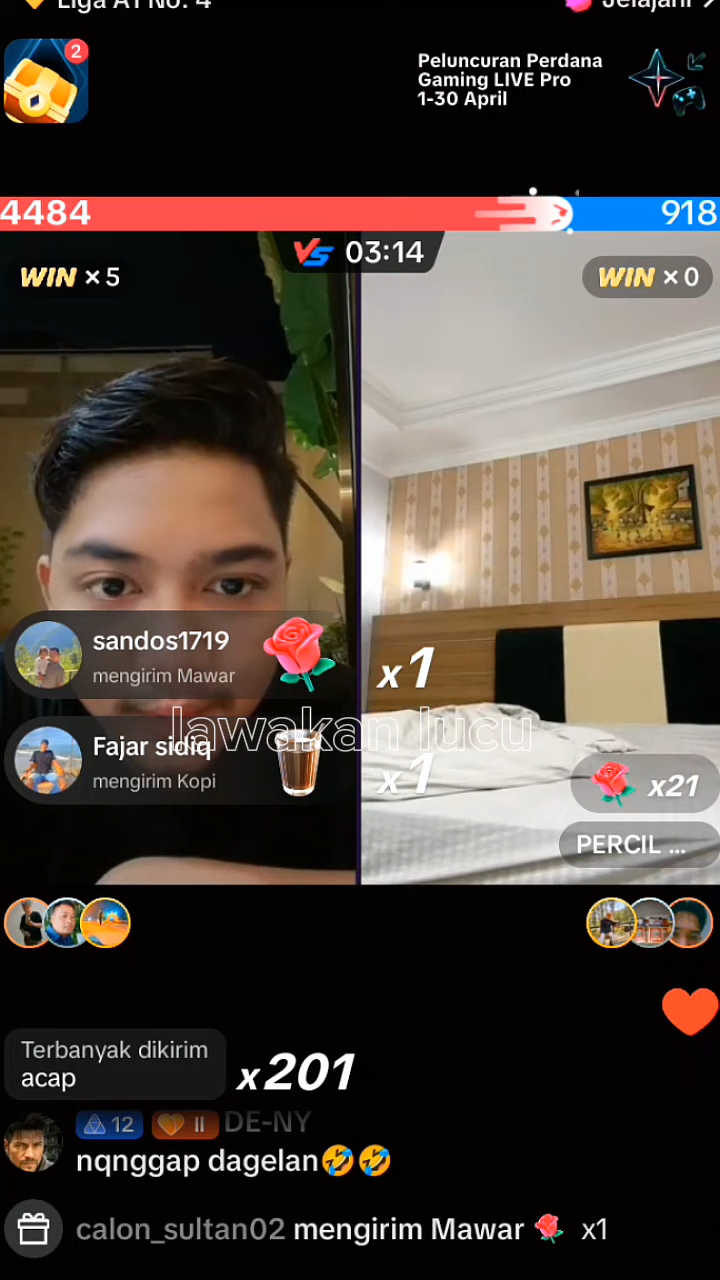 Liga A1 No. 4
Jelajahi
2
Peluncuran Perdana
Gaming LIVE Pro
1-30 April
4484
918
VS 03:14
WIN ×5
WIN ×0
sandos1719
mengirim Mawar
x1
lawakan lucu
Fajar sidiq
mengirim Kopi
x1
x21
PERCIL ...
Terbanyak dikirim
acap
x201
12 II DE-NY
nqnggap dagelan🤣🤣
calon_sultan02 mengirim Mawar 🌹 x1